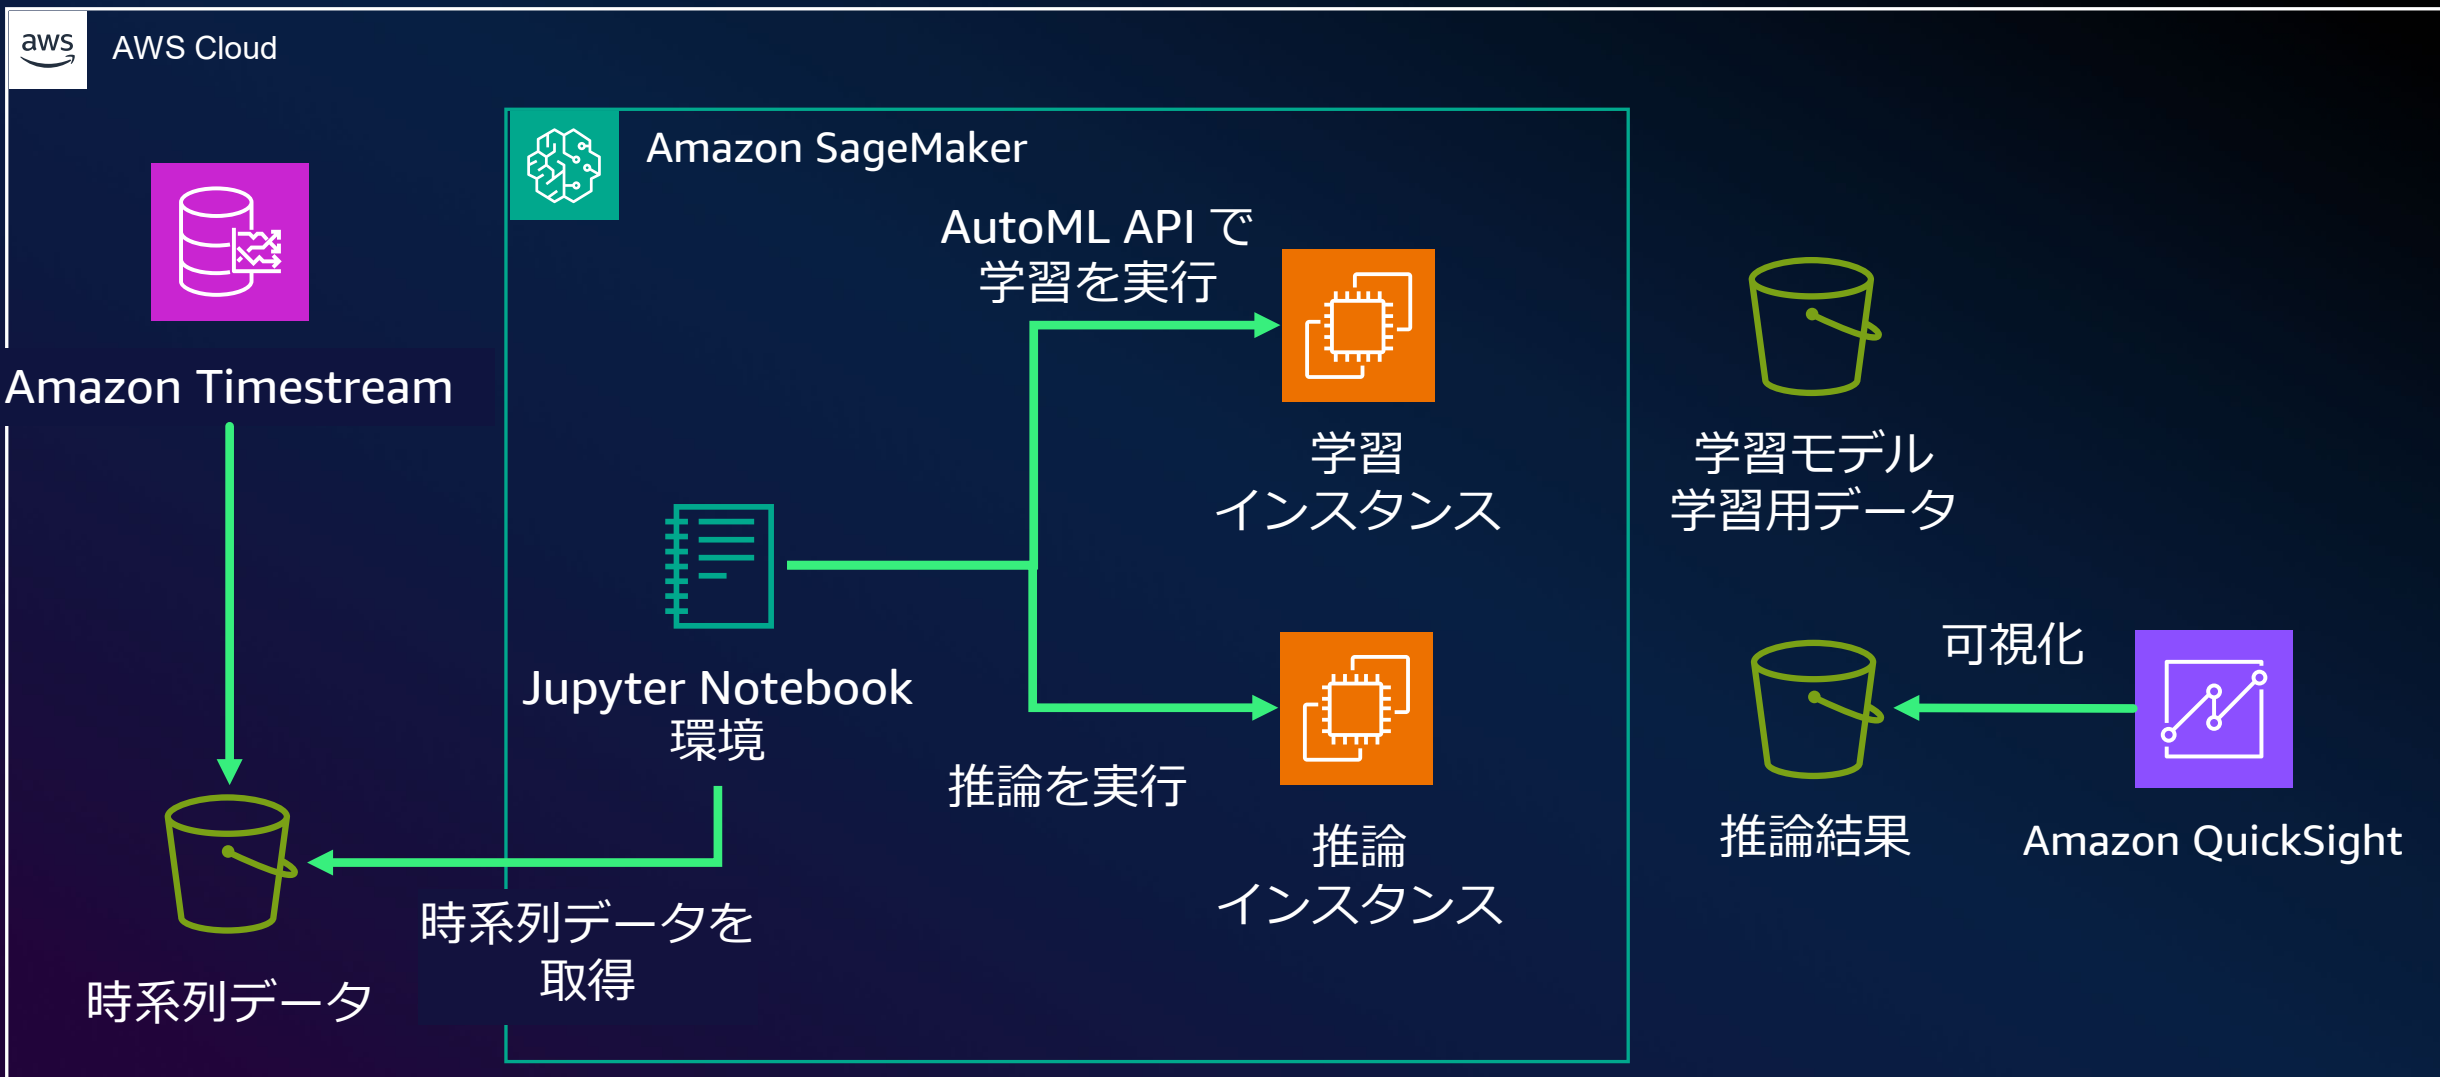 aws
AWS Cloud
Amazon SageMaker
AutoML API で
学習を実行
Amazon Timestream
学習
インスタンス
学習モデル
学習用データ
Jupyter Notebook
環境
可視化
推論を実行
推論
インスタンス
推論結果
Amazon QuickSight
時系列データを
取得
時系列データ